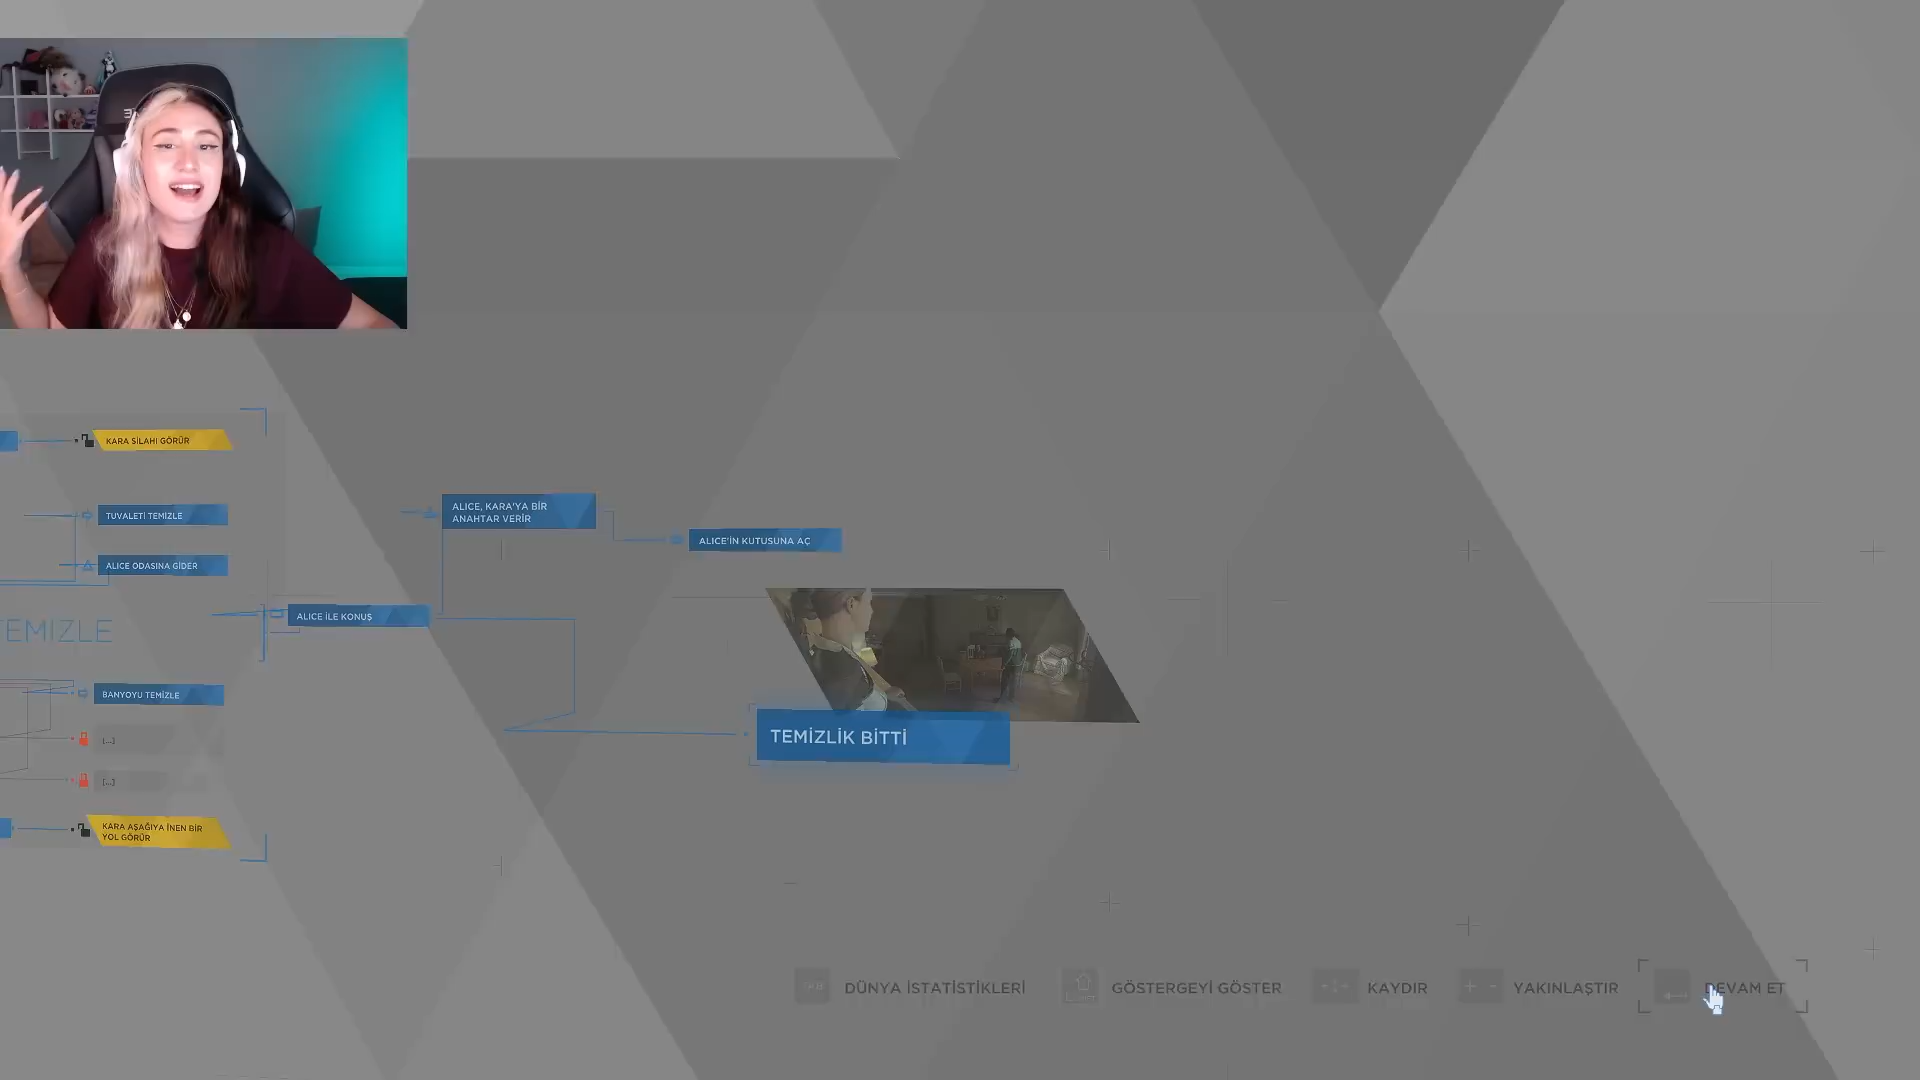 KARA SİLAHI GÖRÜR
TUVALETİ TEMİZLE
ALICE ODASINA GİDER
ALICE, KARA'YA BİR
ANAHTAR VERİR
ALICE'İN KUTUSUNA AÇ
ALICE İLE KONUŞ
TEMİZLE
BANYOYU TEMİZLE
[...]
[...]
KARA AŞAĞIYA İNEN BİR
YOL GÖRÜR
TEMİZLİK BİTTİ
DÜNYA İSTATİSTİKLERİ
GÖSTERGEYİ GÖSTER
KAYDIR
YAKINLAŞTIR
DEVAM ET